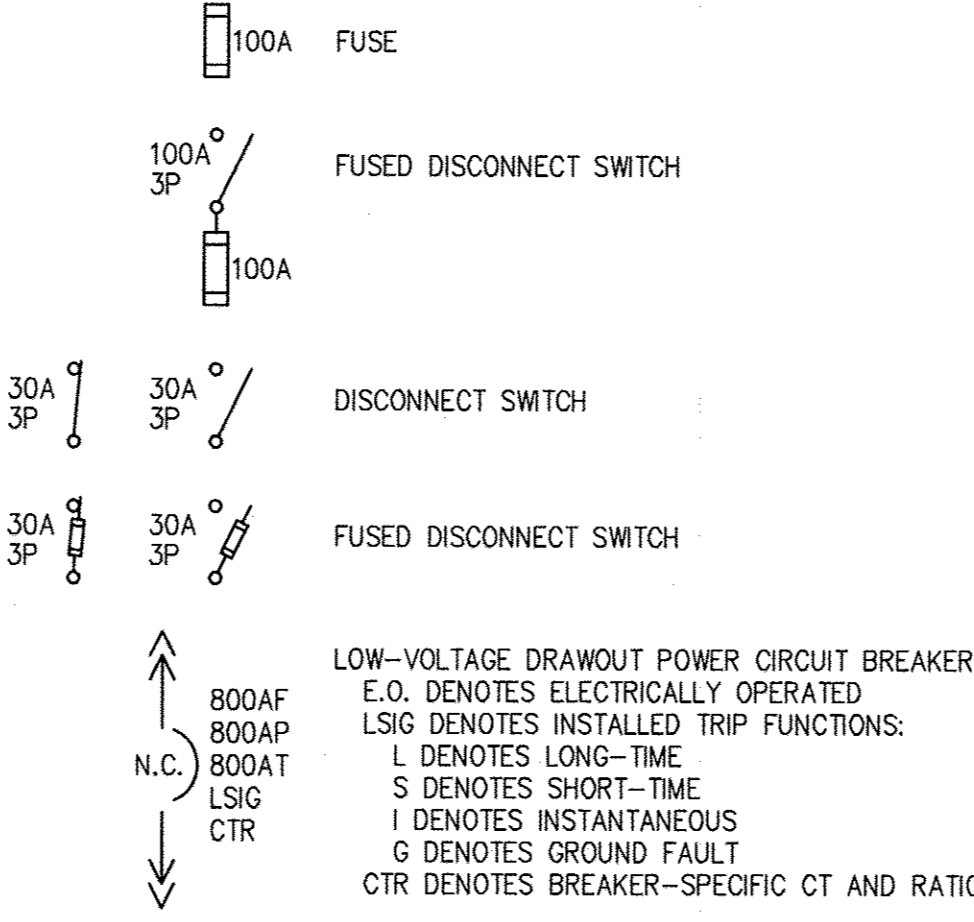 100A FUSE
100A
3P
FUSED DISCONNECT SWITCH
100A
30A
3P
30A
3P
DISCONNECT SWITCH
30A
3P
30A
3P
FUSED DISCONNECT SWITCH
N.C.
800AF
800AP
800AT
LSIG
CTR
LOW-VOLTAGE DRAWOUT POWER CIRCUIT BREAKER
E.O. DENOTES ELECTRICALLY OPERATED
LSIG DENOTES INSTALLED TRIP FUNCTIONS:
L DENOTES LONG-TIME
S DENOTES SHORT-TIME
I DENOTES INSTANTANEOUS
G DENOTES GROUND FAULT
CTR DENOTES BREAKER-SPECIFIC CT AND RATIO